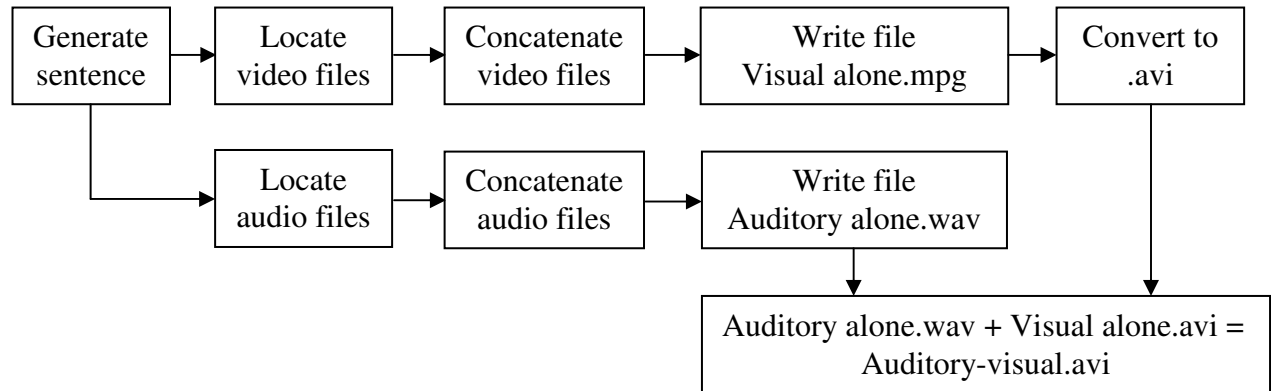 Generate
sentence
Locate
video files
Concatenate
video files
Write file
Visual alone.mpg
Convert to
.avi
Locate
audio files
Concatenate
audio files
Write file
Auditory alone.wav
Auditory alone.wav + Visual alone.avi =
Auditory-visual.avi